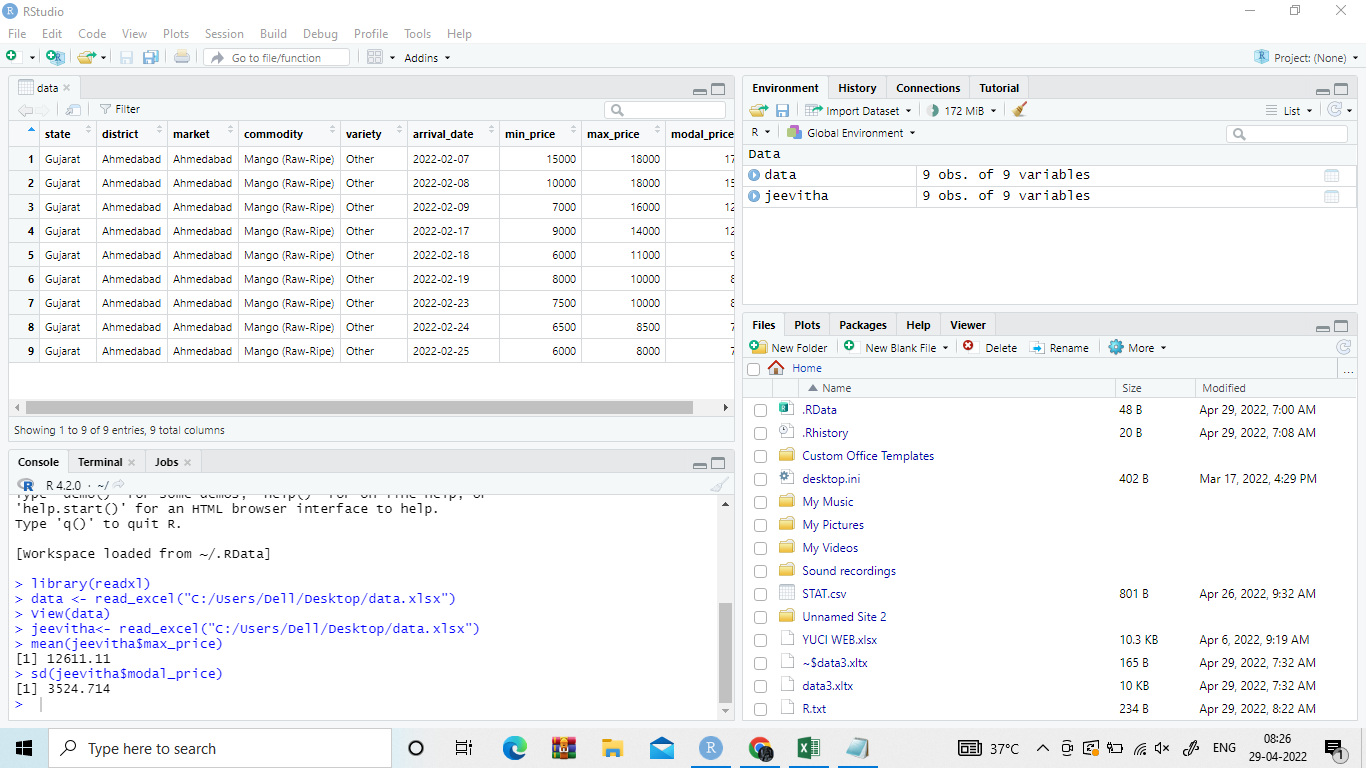 RStudio
File Edit Code View Plots Session Build Debug Profile Tools Help
Go to file/function Addins Project: (None)
data
Filter
state district market commodity variety arrival_date min_price max_price modal_price
1 Gujarat Ahmedabad Ahmedabad Mango (Raw-Ripe) Other 2022-02-07 15000 18000 17
2 Gujarat Ahmedabad Ahmedabad Mango (Raw-Ripe) Other 2022-02-08 10000 18000 15
3 Gujarat Ahmedabad Ahmedabad Mango (Raw-Ripe) Other 2022-02-09 7000 16000 12
4 Gujarat Ahmedabad Ahmedabad Mango (Raw-Ripe) Other 2022-02-17 9000 14000 12
5 Gujarat Ahmedabad Ahmedabad Mango (Raw-Ripe) Other 2022-02-18 6000 11000 9
6 Gujarat Ahmedabad Ahmedabad Mango (Raw-Ripe) Other 2022-02-19 8000 10000 8
7 Gujarat Ahmedabad Ahmedabad Mango (Raw-Ripe) Other 2022-02-23 7500 10000 8
8 Gujarat Ahmedabad Ahmedabad Mango (Raw-Ripe) Other 2022-02-24 6500 8500 7
9 Gujarat Ahmedabad Ahmedabad Mango (Raw-Ripe) Other 2022-02-25 6000 8000 7
Showing 1 to 9 of 9 entries, 9 total columns
Console Terminal Jobs
R 4.2.0 · ~/
'help.start()' for an HTML browser interface to help.
Type 'q()' to quit R.
[Workspace loaded from ~/.RData]
> library(readxl)
> data <- read_excel("C:/Users/Dell/Desktop/data.xlsx")
> View(data)
> jeevitha<- read_excel("C:/Users/Dell/Desktop/data.xlsx")
> mean(jeevitha$max_price)
[1] 12611.11
> sd(jeevitha$modal_price)
[1] 3524.714
>
Environment History Connections Tutorial
Import Dataset 172 MiB List
R Global Environment
Data
data 9 obs. of 9 variables
jeevitha 9 obs. of 9 variables
Files Plots Packages Help Viewer
New Folder New Blank File Delete Rename More
Home ...
Name Size Modified
.RData 48 B Apr 29, 2022, 7:00 AM
.Rhistory 20 B Apr 29, 2022, 7:08 AM
Custom Office Templates
desktop.ini 402 B Mar 17, 2022, 4:29 PM
My Music
My Pictures
My Videos
Sound recordings
STAT.csv 801 B Apr 26, 2022, 9:32 AM
Unnamed Site 2
YUCI WEB.xlsx 10.3 KB Apr 6, 2022, 9:19 AM
~$data3.xltx 165 B Apr 29, 2022, 7:32 AM
data3.xltx 10 KB Apr 29, 2022, 7:32 AM
R.txt 234 B Apr 29, 2022, 8:22 AM
Type here to search
37°C ENG 08:26
29-04-2022
1